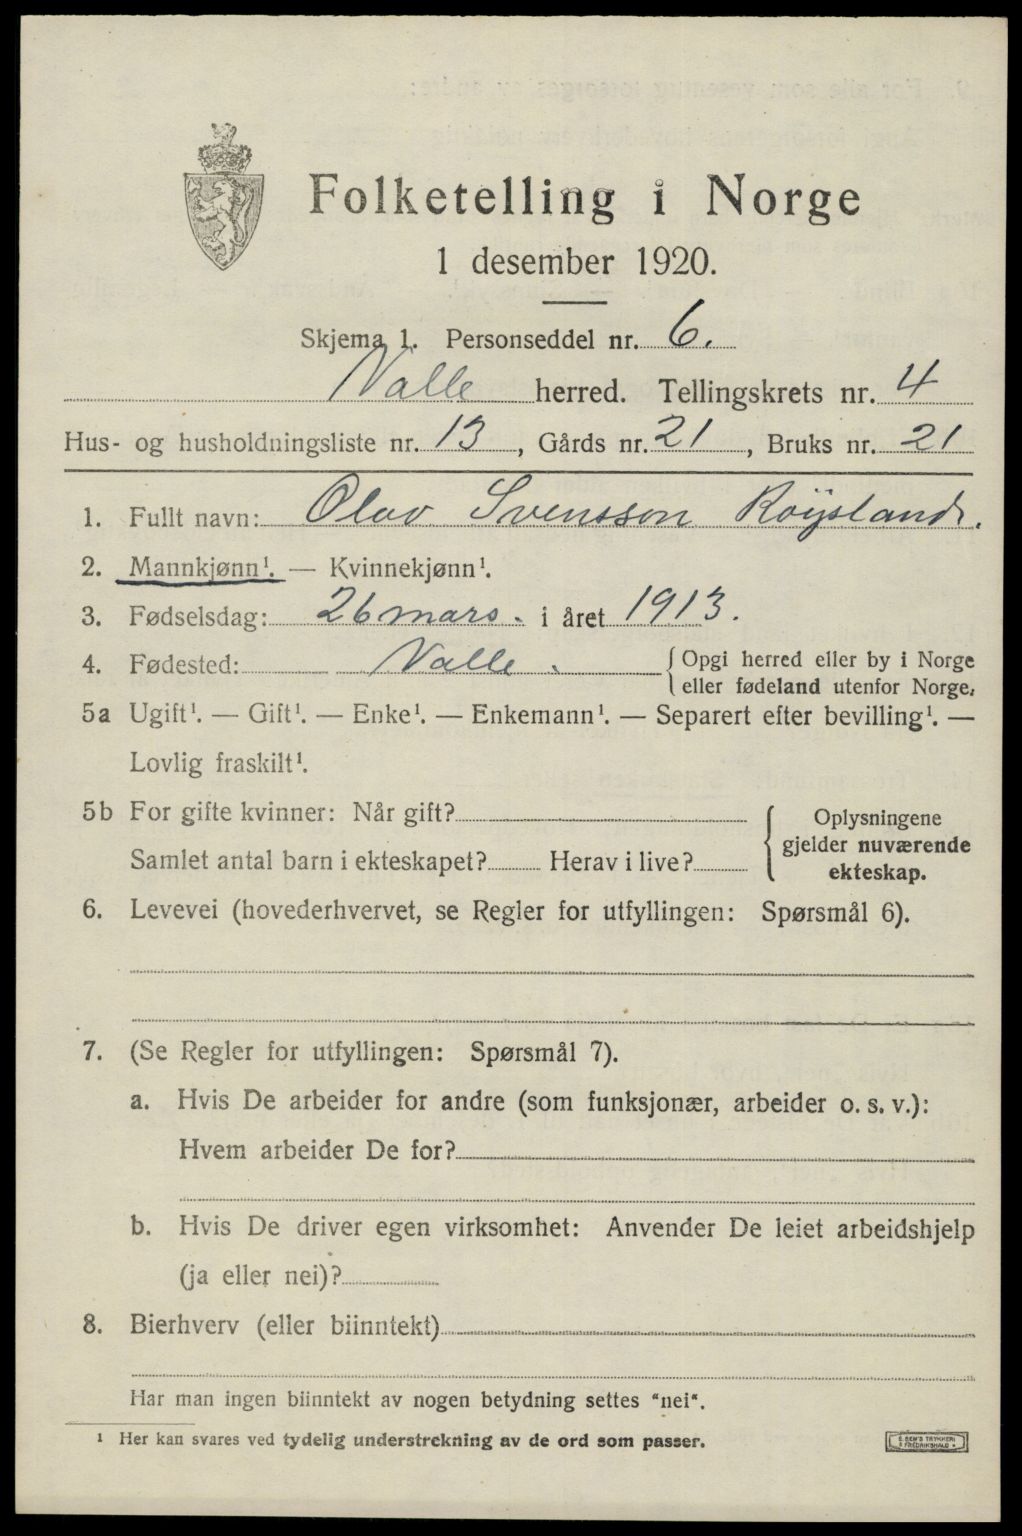 Folketelling i Norge
1 desember 1920.
Skjema 1. Personseddel nr. 6.
Valle herred. Tellingskrets nr. 4
Hus- og husholdningsliste nr. 13, Gårds nr. 21, Bruks nr. 21
1. Fullt navn: Olav Svensson Röysland.
2. Mannkjønn¹. — Kvinnekjønn¹.
3. Fødselsdag: 26 mars. i året 1913.
4. Fødested: Valle. { Opgi herred eller by i Norge
eller fødeland utenfor Norge.
5a Ugift¹. — Gift¹. — Enke¹. — Enkemann¹. — Separert efter bevilling¹. —
Lovlig fraskilt¹.
5b For gifte kvinner: Når gift? { Oplysningene
gjelder nuværende
Samlet antal barn i ekteskapet? Herav i live? ekteskap.
6. Levevei (hovederhvervet, se Regler for utfyllingen: Spørsmål 6).
7. (Se Regler for utfyllingen: Spørsmål 7).
a. Hvis De arbeider for andre (som funksjonær, arbeider o. s. v.):
Hvem arbeider De for?
b. Hvis De driver egen virksomhet: Anvender De leiet arbeidshjelp
(ja eller nei)?
8. Bierhverv (eller biinntekt)
Har man ingen biinntekt av nogen betydning settes "nei".
¹ Her kan svares ved tydelig understrekning av de ord som passer.
E. SEM'S TRYKKERI
FREDRIKSHALD